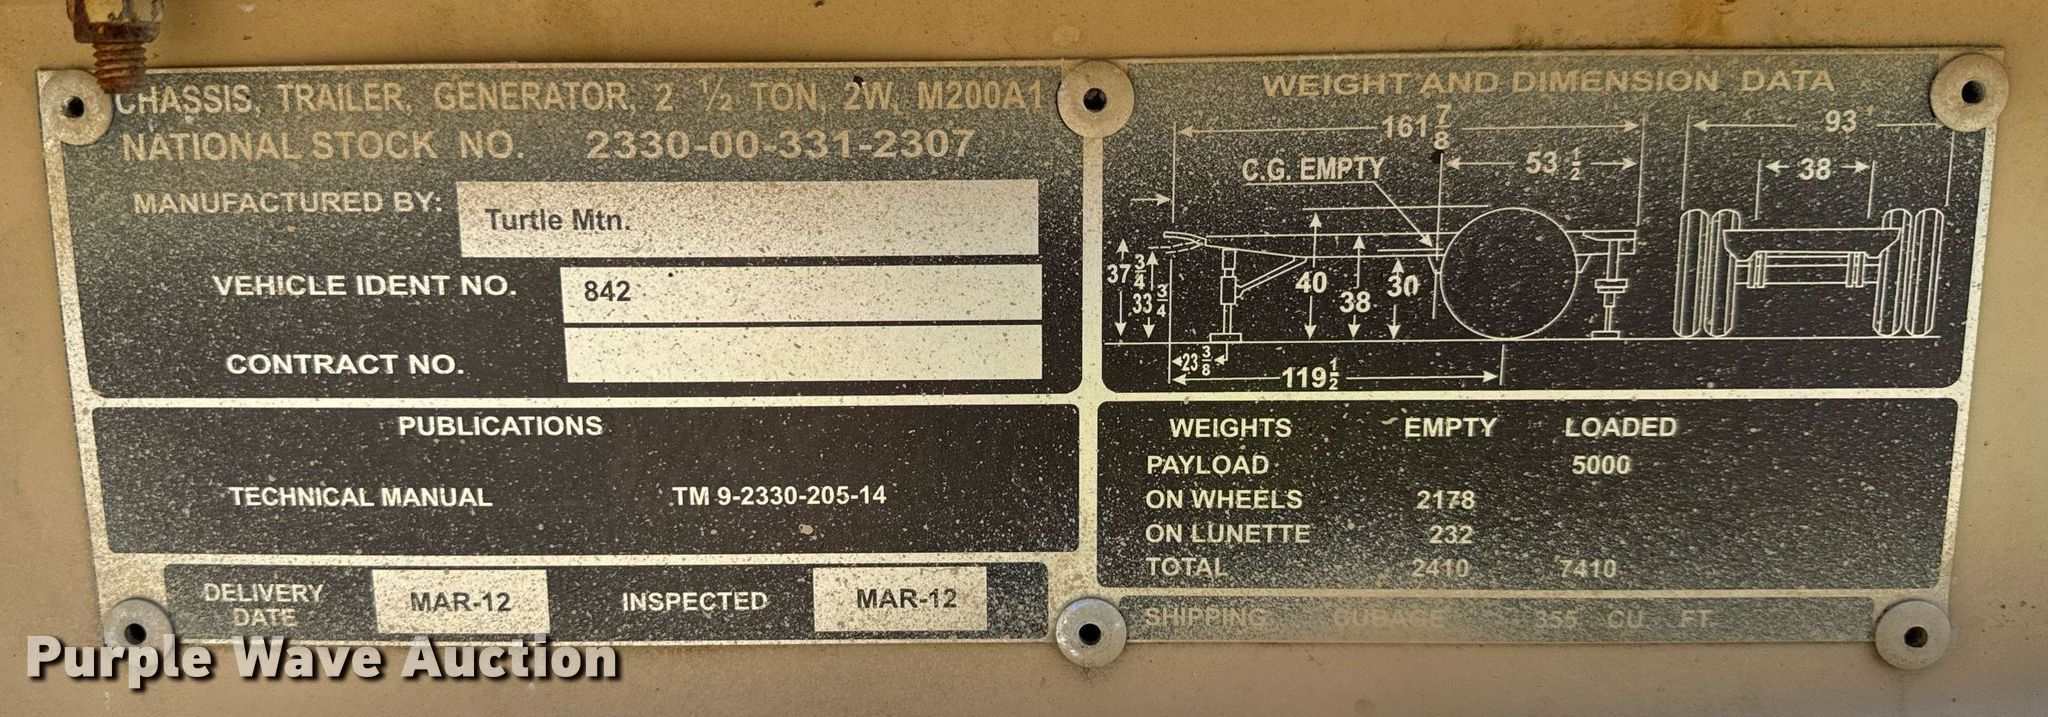 CHASSIS, TRAILER, GENERATOR, 2 ½ TON, 2W, M200A1
NATIONAL STOCK NO. 2330-00-331-2307
MANUFACTURED BY: Turtle Mtn.
VEHICLE IDENT NO. 842
CONTRACT NO.
PUBLICATIONS
TECHNICAL MANUAL TM 9-2330-205-14
DELIVERY DATE MAR-12 INSPECTED MAR-12
WEIGHT AND DIMENSION DATA
161 7/8 93
C.G. EMPTY 53 1/2 38
37 3/4 33 3/4 40 38 30
23 3/8
119 1/2
WEIGHTS EMPTY LOADED
PAYLOAD 5000
ON WHEELS 2178
ON LUNETTE 232
TOTAL 2410 7410
SHIPPING CUBAGE 355 CU FT
Purple Wave Auction